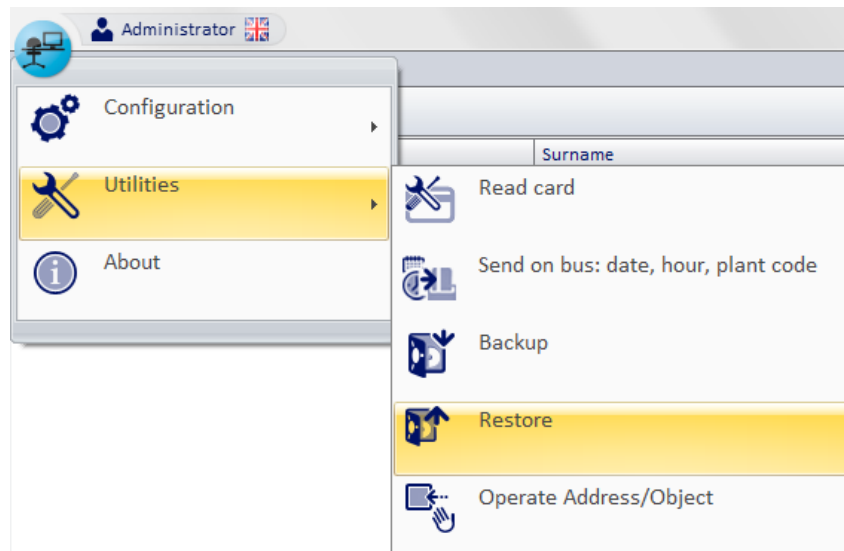 Administrator
Configuration
Surname
Utilities
Read card
About
Send on bus: date, hour, plant code
Backup
Restore
Operate Address/Object